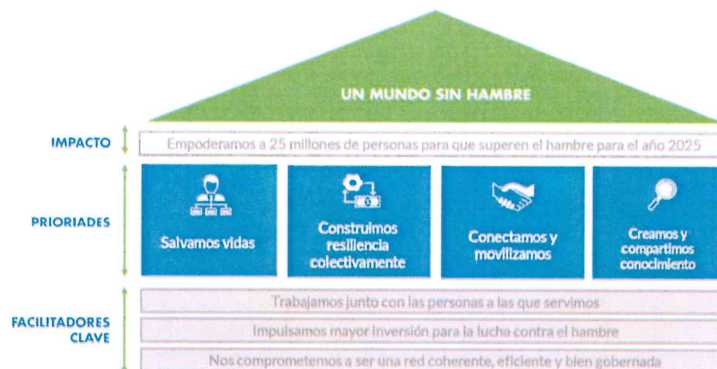 UN MUNDO SIN HAMBRE
IMPACTO
Empoderamos a 25 millones de personas para que superen el hambre para el año 2025
PRIORIADES
Salvamos vidas
Construimos
resiliencia
colectivamente
Conectamos y
movilizamos
Creamos y
compartimos
conocimiento
FACILITADORES
CLAVE
Trabajamos junto con las personas a las que servimos
Impulsamos mayor inversión para la lucha contra el hambre
Nos comprometemos a ser una red coherente, eficiente y bien gobernada